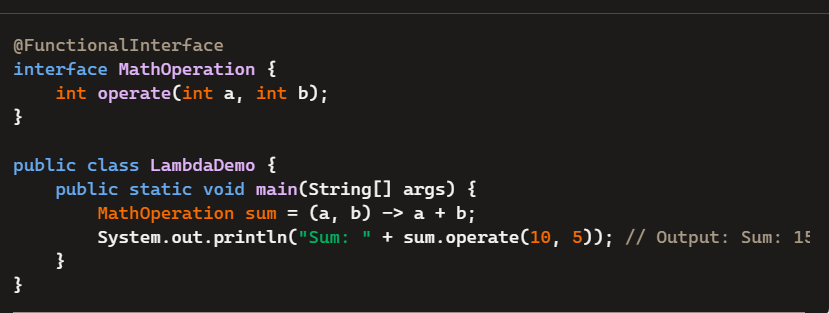 @FunctionalInterface
interface MathOperation {
    int operate(int a, int b);
}

public class LambdaDemo {
    public static void main(String[] args) {
        MathOperation sum = (a, b) -> a + b;
        System.out.println("Sum: " + sum.operate(10, 5)); // Output: Sum: 15
    }
}